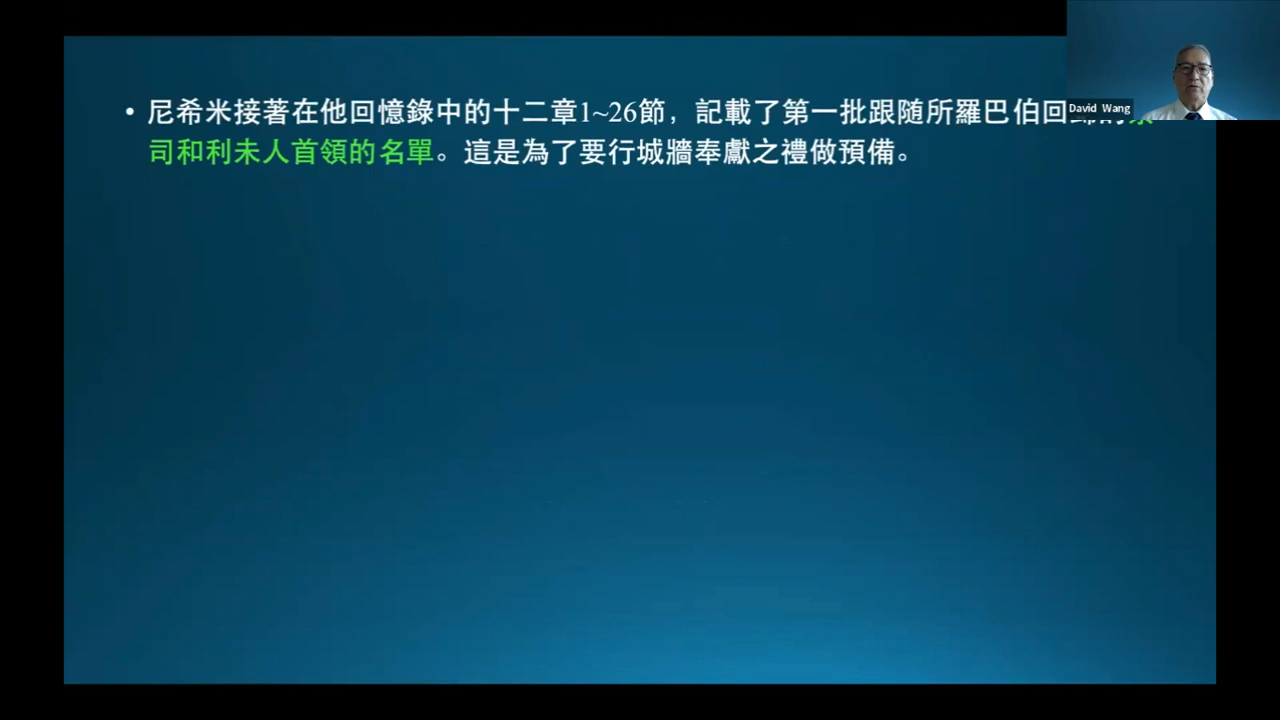 • 尼希米接著在他回憶錄中的十二章1~26節，記載了第一批跟随所羅巴伯回
司和利未人首領的名單。這是為了要行城牆奉獻之禮做預備。
David Wang